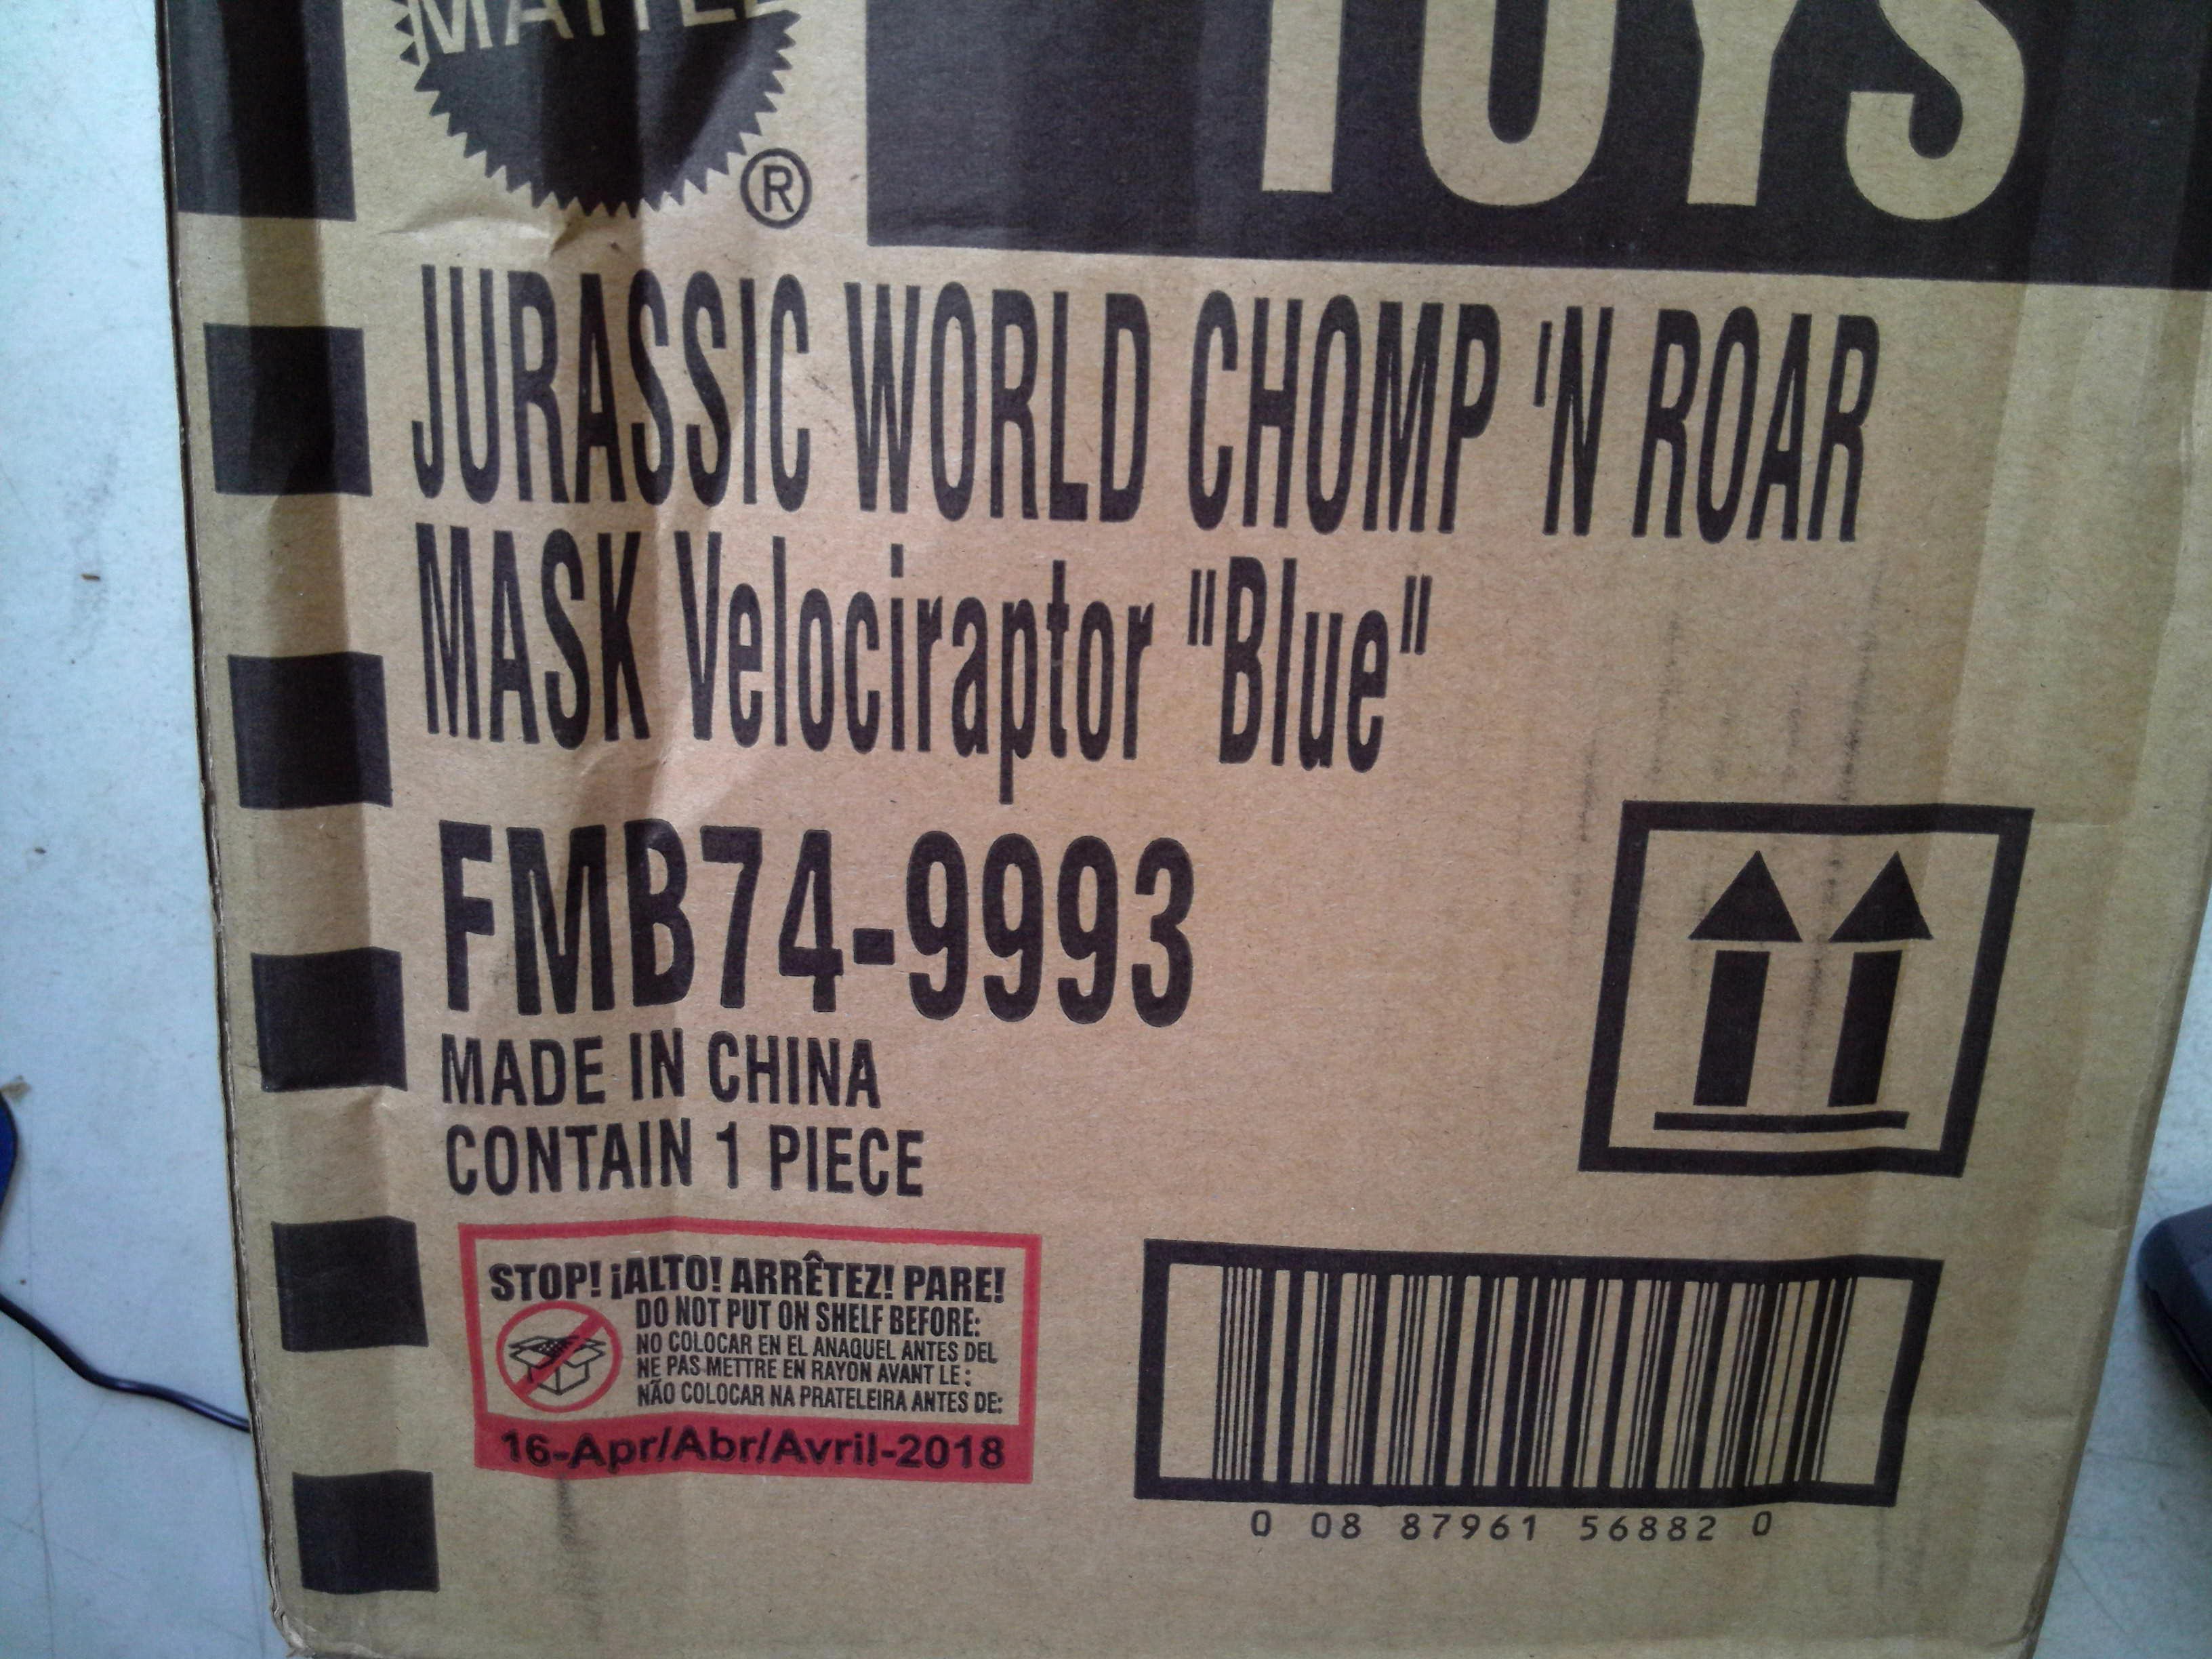 MATTEL
®
TOYS
JURASSIC WORLD CHOMP 'N ROAR
MASK Velociraptor "Blue"
FMB74-9993
MADE IN CHINA
CONTAIN 1 PIECE
STOP! ¡ALTO! ARRÊTEZ! PARE!
DO NOT PUT ON SHELF BEFORE:
NO COLOCAR EN EL ANAQUEL ANTES DEL
NE PAS METTRE EN RAYON AVANT LE:
NÃO COLOCAR NA PRATELEIRA ANTES DE:
16-Apr/Abr/Avril-2018
0 08 87961 56882 0